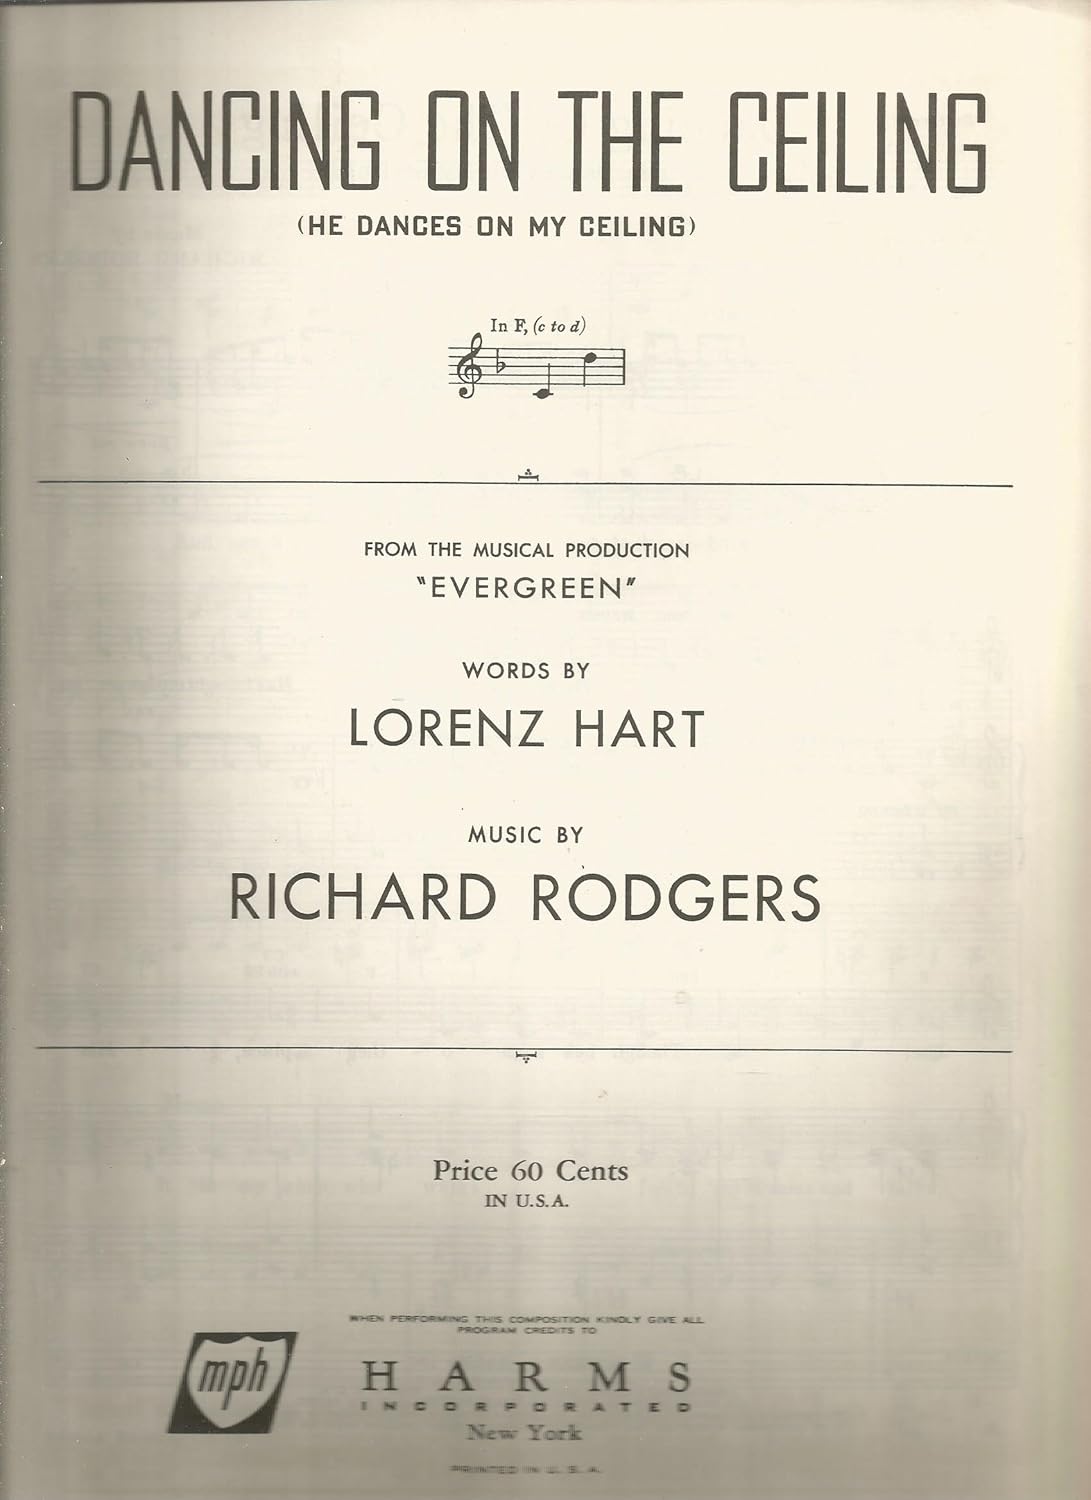 DANCING ON THE CEILING
(HE DANCES ON MY CEILING)
In F, (c to d)
FROM THE MUSICAL PRODUCTION
"EVERGREEN"
WORDS BY
LORENZ HART
MUSIC BY
RICHARD RODGERS
Price 60 Cents
IN U.S.A.
WHEN PERFORMING THIS COMPOSITION KINDLY GIVE ALL
PROGRAM CREDITS TO
mph
HARMS
INCORPORATED
New York
PRINTED IN U. S. A.